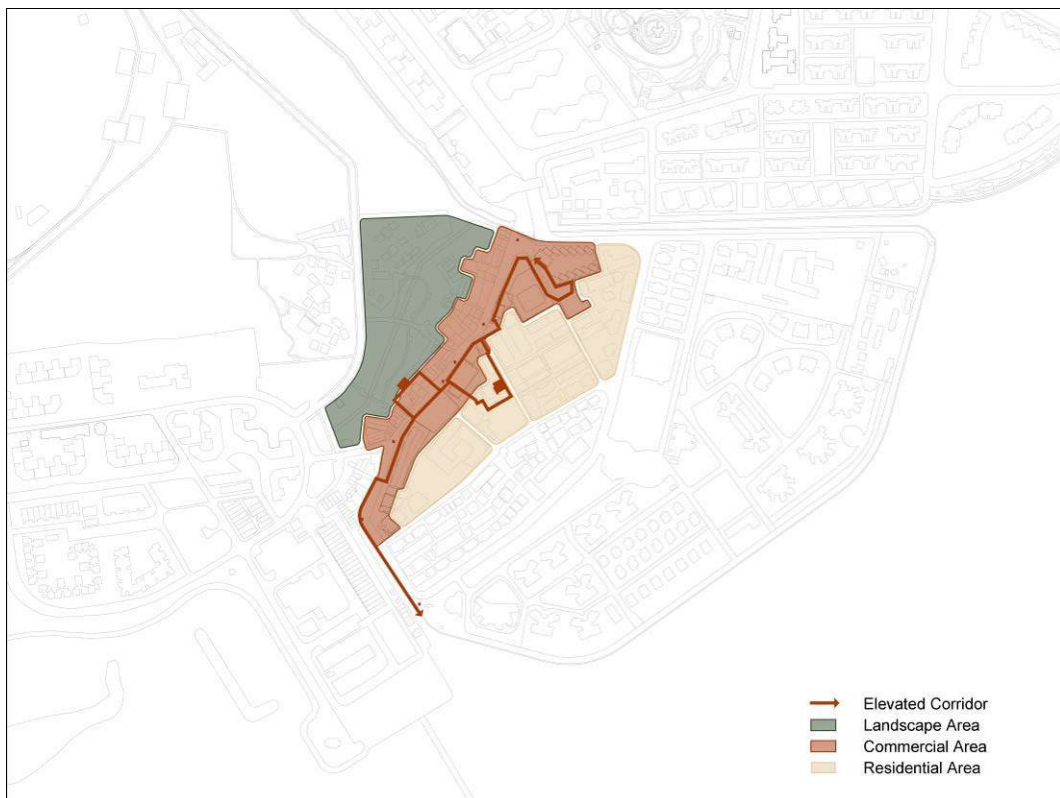 Elevated Corridor
Landscape Area
Commercial Area
Residential Area